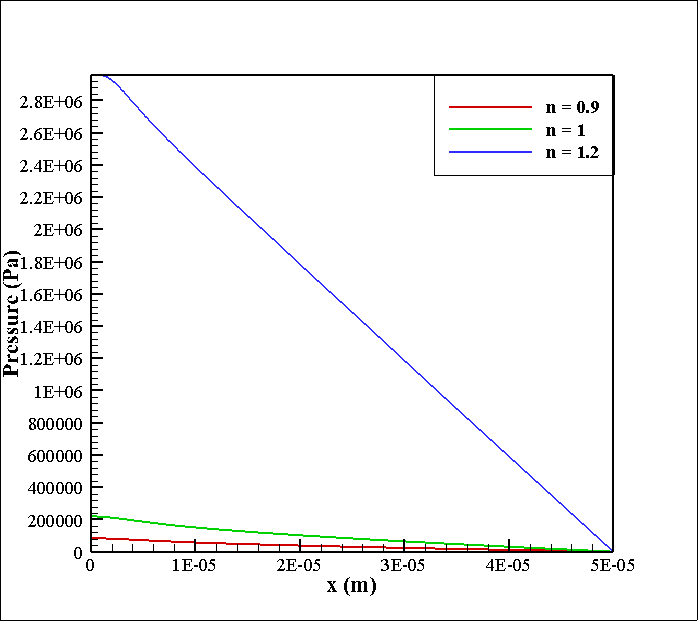 n = 0.9
n = 1
n = 1.2
2.8E+06
2.6E+06
2.4E+06
2.2E+06
2E+06
1.8E+06
1.6E+06
1.4E+06
1.2E+06
1E+06
800000
600000
400000
200000
0
Pressure (Pa)
0 1E-05 2E-05 3E-05 4E-05 5E-05
x (m)